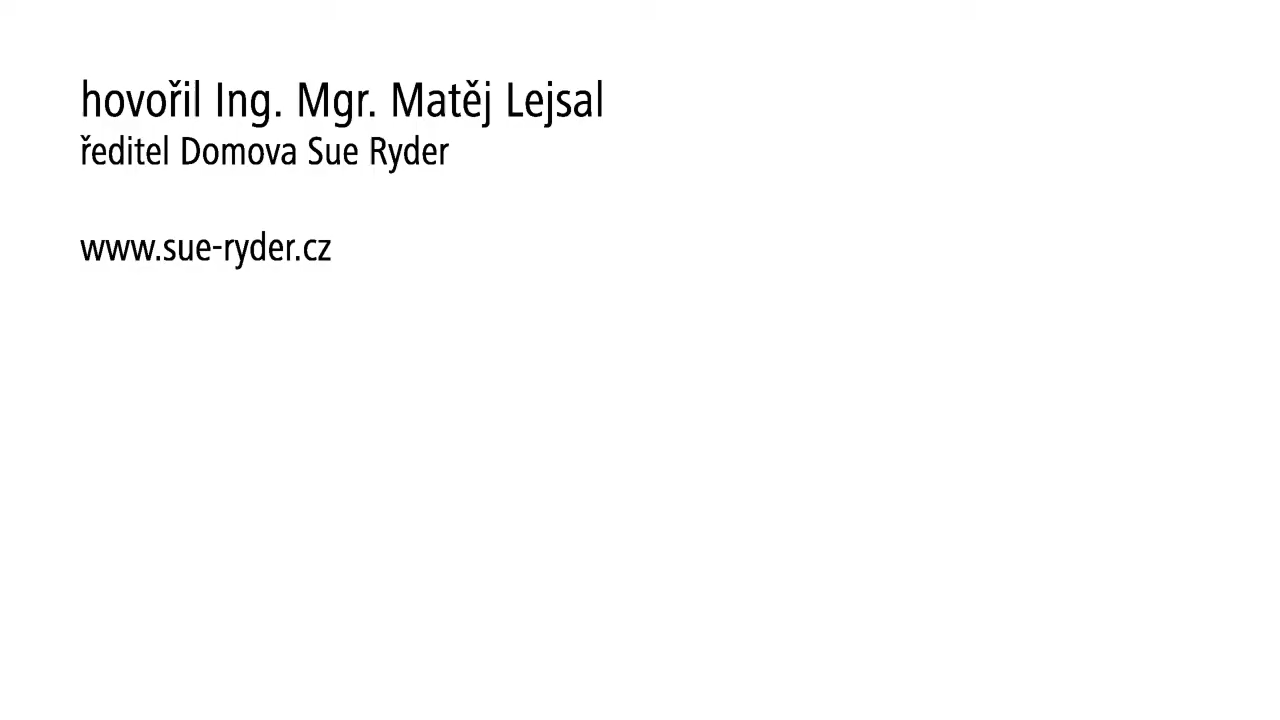 hovořil Ing. Mgr. Matěj Lejsal
ředitel Domova Sue Ryder
www.sue-ryder.cz